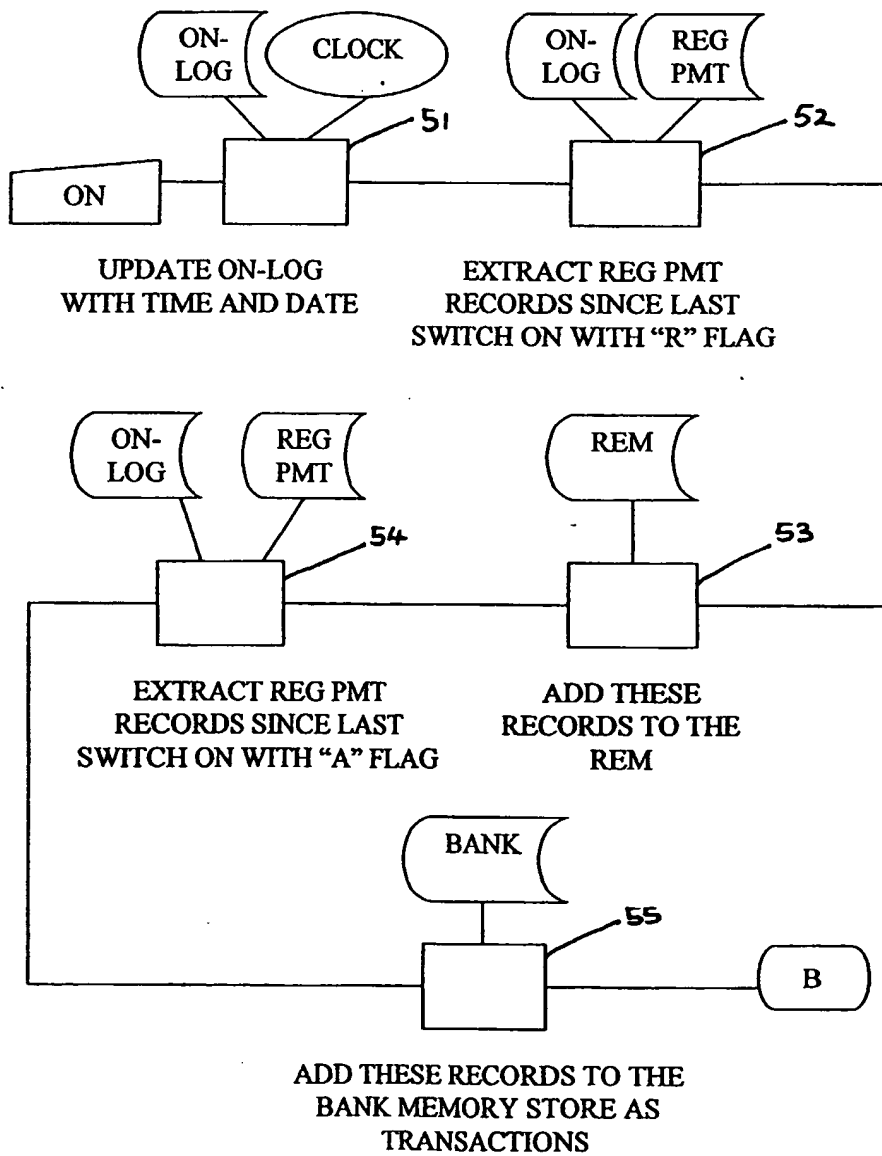 ON-
LOG
CLOCK
ON-
LOG
REG
PMT
51
52
ON
UPDATE ON-LOG
WITH TIME AND DATE
EXTRACT REG PMT
RECORDS SINCE LAST
SWITCH ON WITH “R” FLAG
ON-
LOG
REG
PMT
REM
54
53
EXTRACT REG PMT
RECORDS SINCE LAST
SWITCH ON WITH “A” FLAG
ADD THESE
RECORDS TO THE
REM
BANK
55
B
ADD THESE RECORDS TO THE
BANK MEMORY STORE AS
TRANSACTIONS